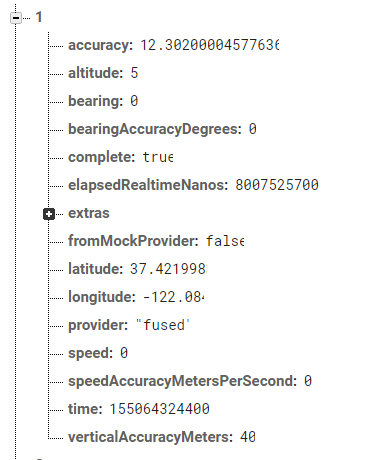 1
accuracy: 12.30200004577636
altitude: 5
bearing: 0
bearingAccuracyDegrees: 0
complete: true
elapsedRealtimeNanos: 8007525700
extras
fromMockProvider: false
latitude: 37.421998
longitude: -122.084
provider: "fused"
speed: 0
speedAccuracyMetersPerSecond: 0
time: 155064324400
verticalAccuracyMeters: 40